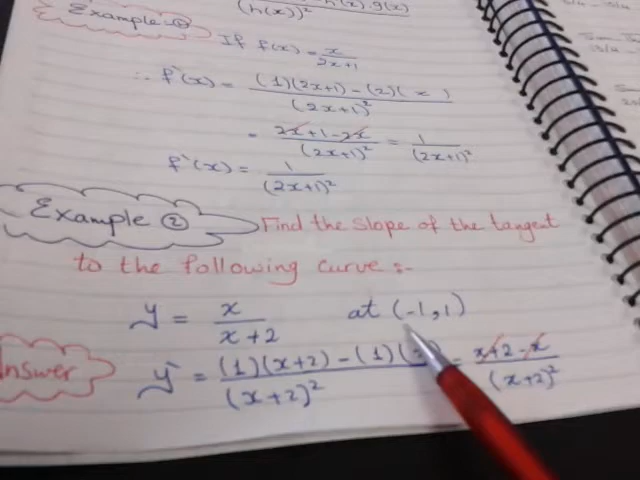 (h(x))²
Example ①
If f(x) = x/(2x+1)
∴ f`(x) = ((1)(2x+1) - (2)(x))/(2x+1)²
= (2x+1-2x)/(2x+1)² = 1/(2x+1)²
f`(x) = 1/(2x+1)²
Example ② Find the slope of the tangent
to the following curve :-
y = x/(x+2) at (-1,1)
Answer y` = ((1)(x+2) - (1)(x))/(x+2)² = (x+2-x)/(x+2)²